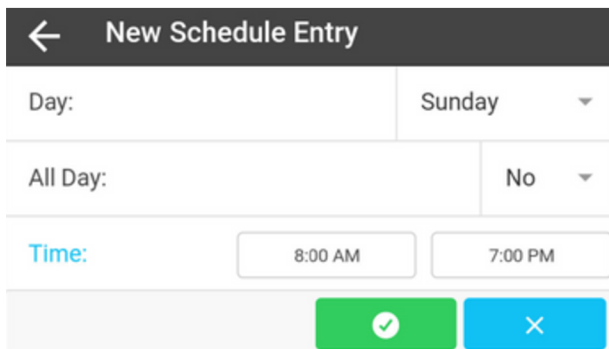 New Schedule Entry
Day: Sunday
All Day: No
Time: 8:00 AM 7:00 PM